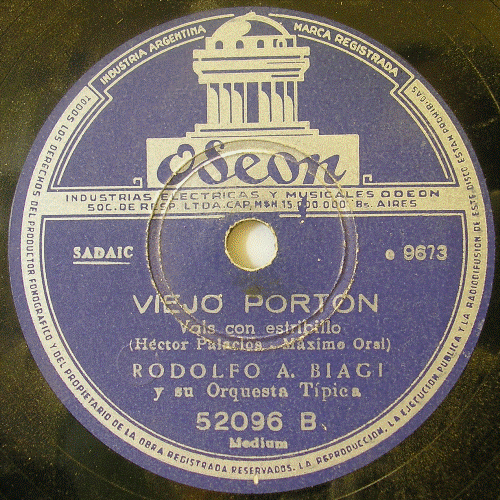 INDUSTRIA ARGENTINA
MARCA REGISTRADA
Odeon
INDUSTRIAS ELECTRICAS Y MUSICALES ODEON
SOC. DE RESP. LTDA. CAP. M$N 15.000.000 Bs. AIRES
SADAIC
e 9673
VIEJO PORTON
Vals con estribillo
(Héctor Palacios - Máximo Oral)
RODOLFO A. BIAGI
y su Orquesta Típica
52096 B
Medium
TODOS LOS DERECHOS DEL PRODUCTOR FONOGRAFICO Y DEL PROPIETARIO DE LA OBRA REGISTRADA RESERVADOS. LA REPRODUCCION, LA EJECUCION PUBLICA Y LA RADIODIFUSION DE ESTE DISCO ESTAN PROHIBIDAS